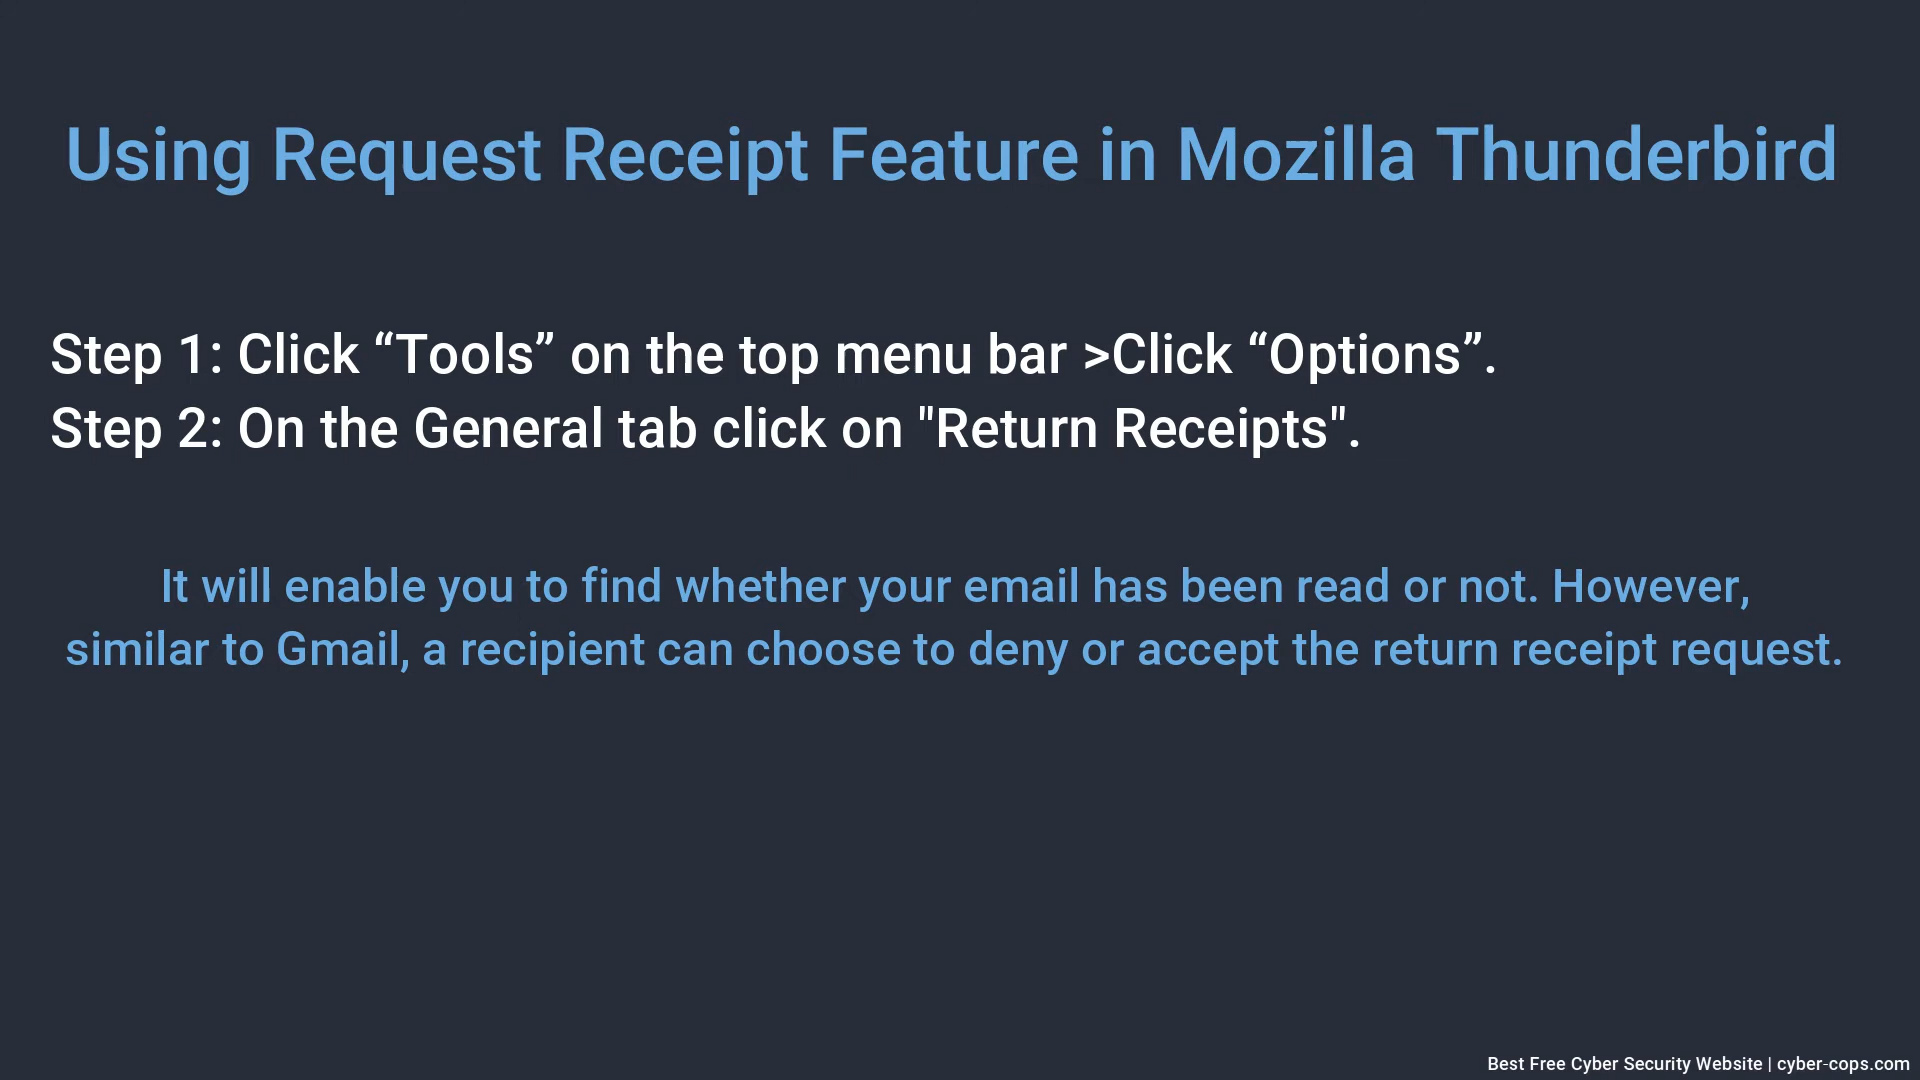 Using Request Receipt Feature in Mozilla Thunderbird
Step 1: Click “Tools” on the top menu bar >Click “Options”.
Step 2: On the General tab click on "Return Receipts".
It will enable you to find whether your email has been read or not. However,
similar to Gmail, a recipient can choose to deny or accept the return receipt request.
Best Free Cyber Security Website | cyber-cops.com